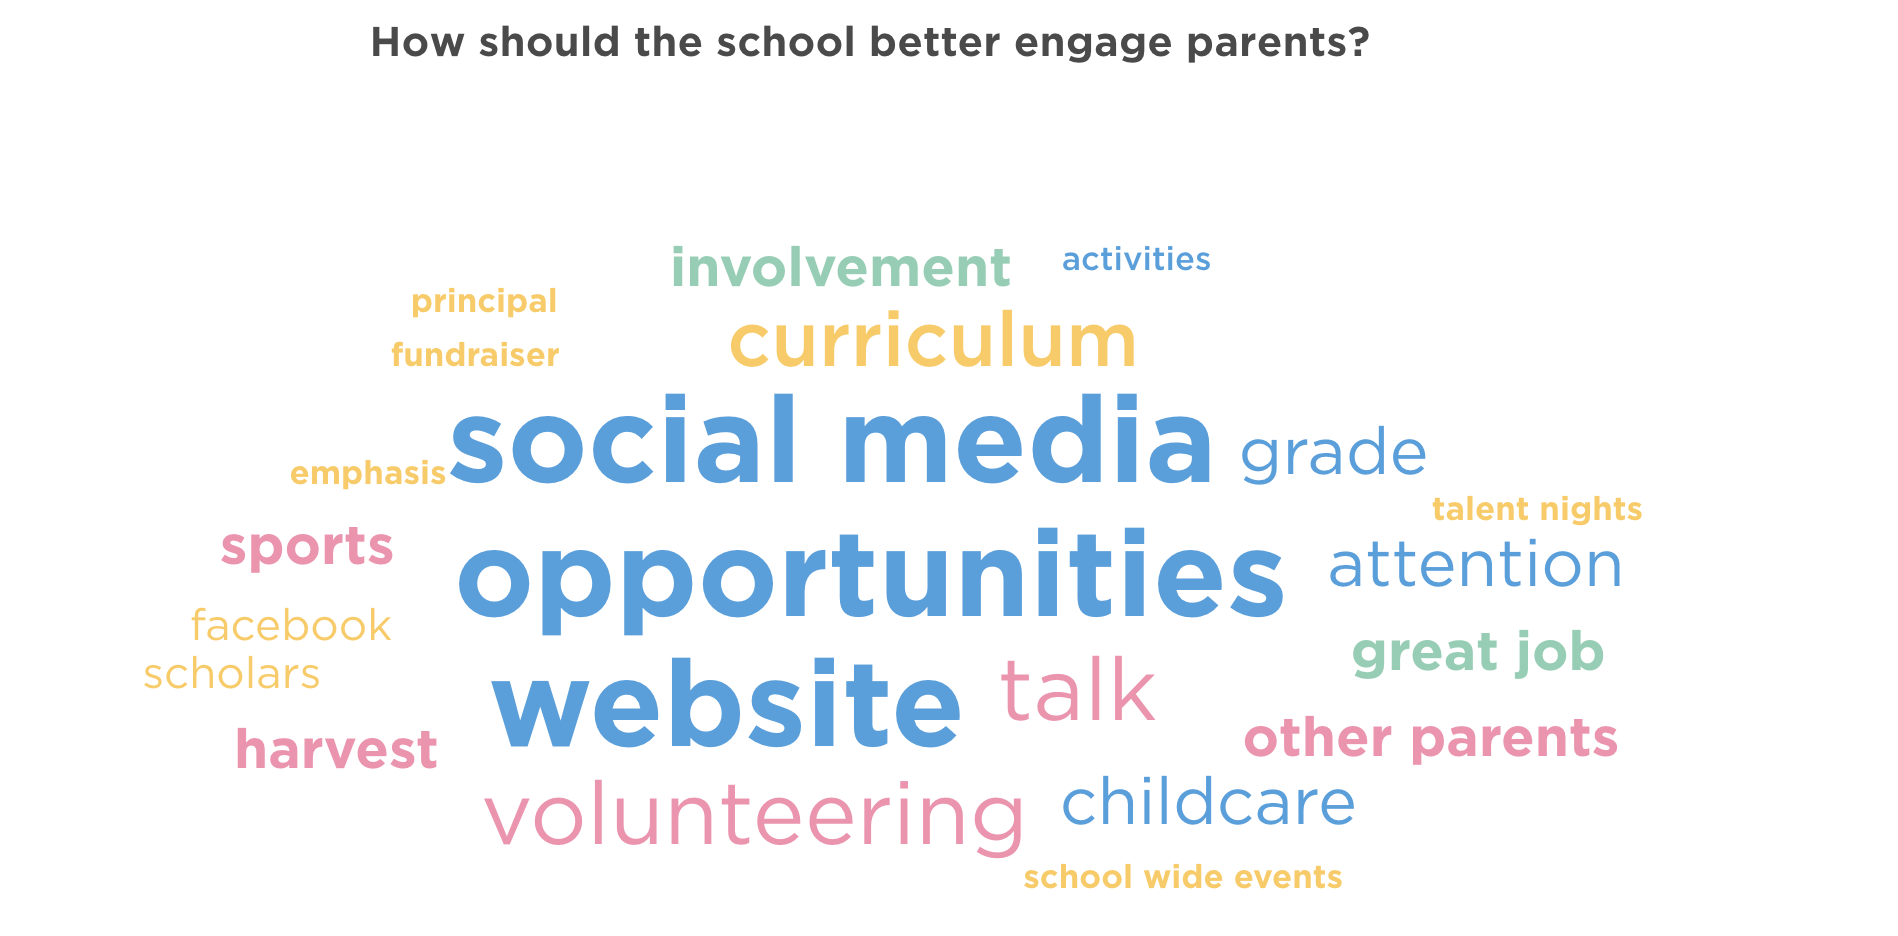 How should the school better engage parents?
involvement
activities
principal
curriculum
fundraiser
social media
grade
emphasis
talent nights
sports
opportunities
attention
facebook
great job
scholars
website
talk
harvest
other parents
volunteering
childcare
school wide events